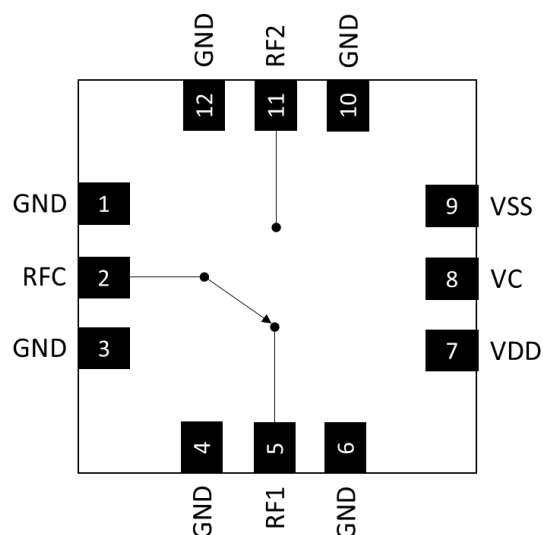 GND
RF2
GND
12
11
10
GND 1
9 VSS
RFC 2
8 VC
GND 3
7 VDD
4
5
6
GND
RF1
GND